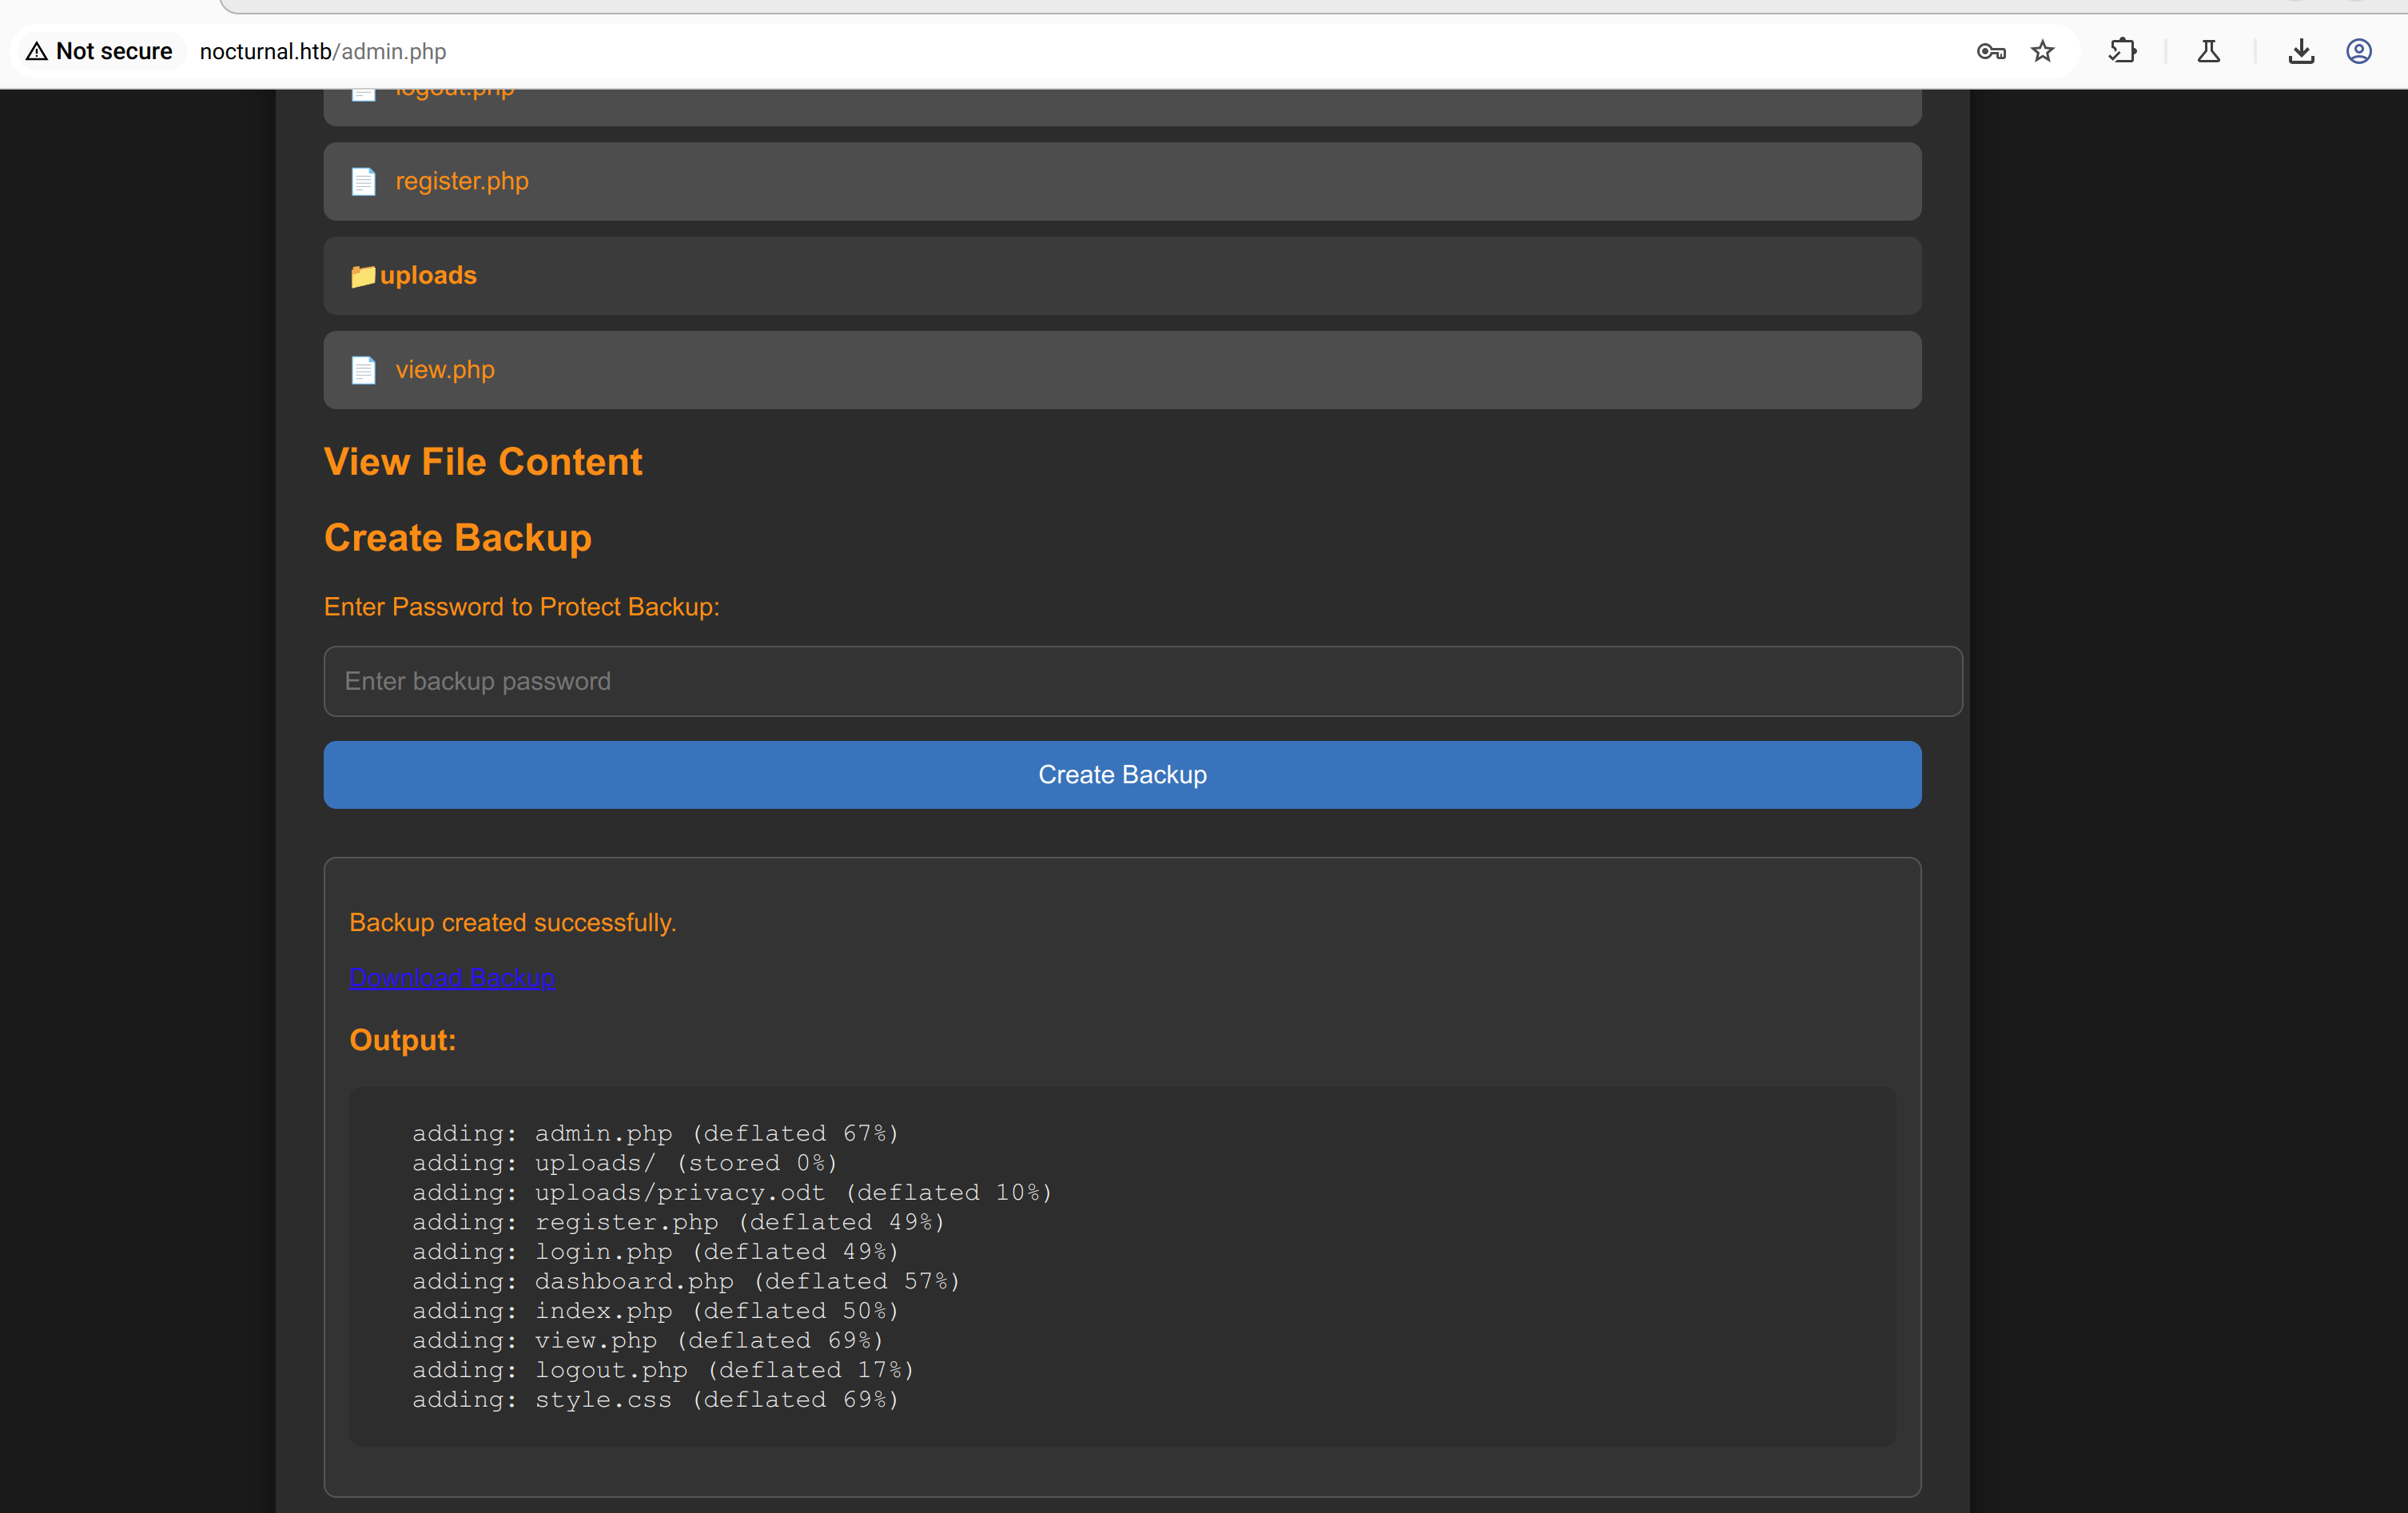 Not secure nocturnal.htb/admin.php
logout.php
register.php
uploads
view.php
View File Content
Create Backup
Enter Password to Protect Backup:
Enter backup password
Create Backup
Backup created successfully.
Download Backup
Output:
adding: admin.php (deflated 67%)
adding: uploads/ (stored 0%)
adding: uploads/privacy.odt (deflated 10%)
adding: register.php (deflated 49%)
adding: login.php (deflated 49%)
adding: dashboard.php (deflated 57%)
adding: index.php (deflated 50%)
adding: view.php (deflated 69%)
adding: logout.php (deflated 17%)
adding: style.css (deflated 69%)